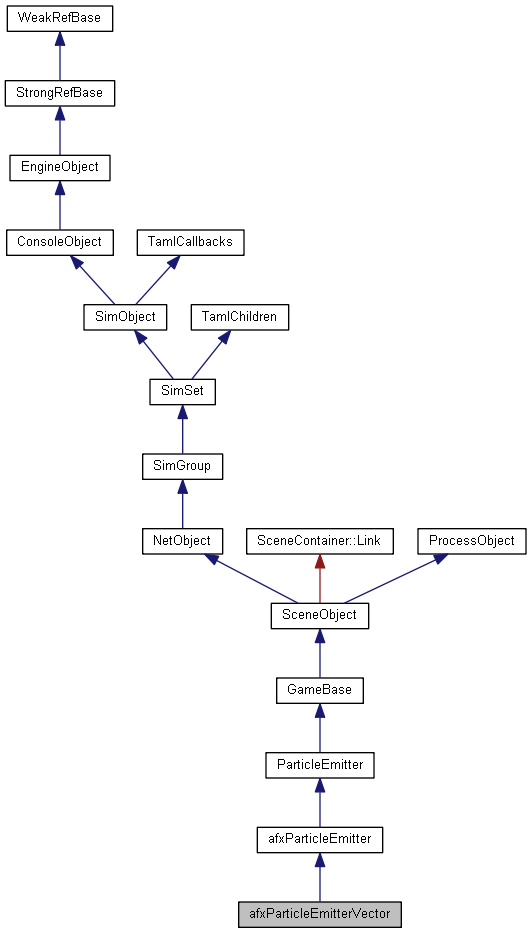 WeakRefBase
StrongRefBase
EngineObject
ConsoleObject
TamlCallbacks
SimObject
TamlChildren
SimSet
SimGroup
NetObject
SceneContainer::Link
ProcessObject
SceneObject
GameBase
ParticleEmitter
afxParticleEmitter
afxParticleEmitterVector